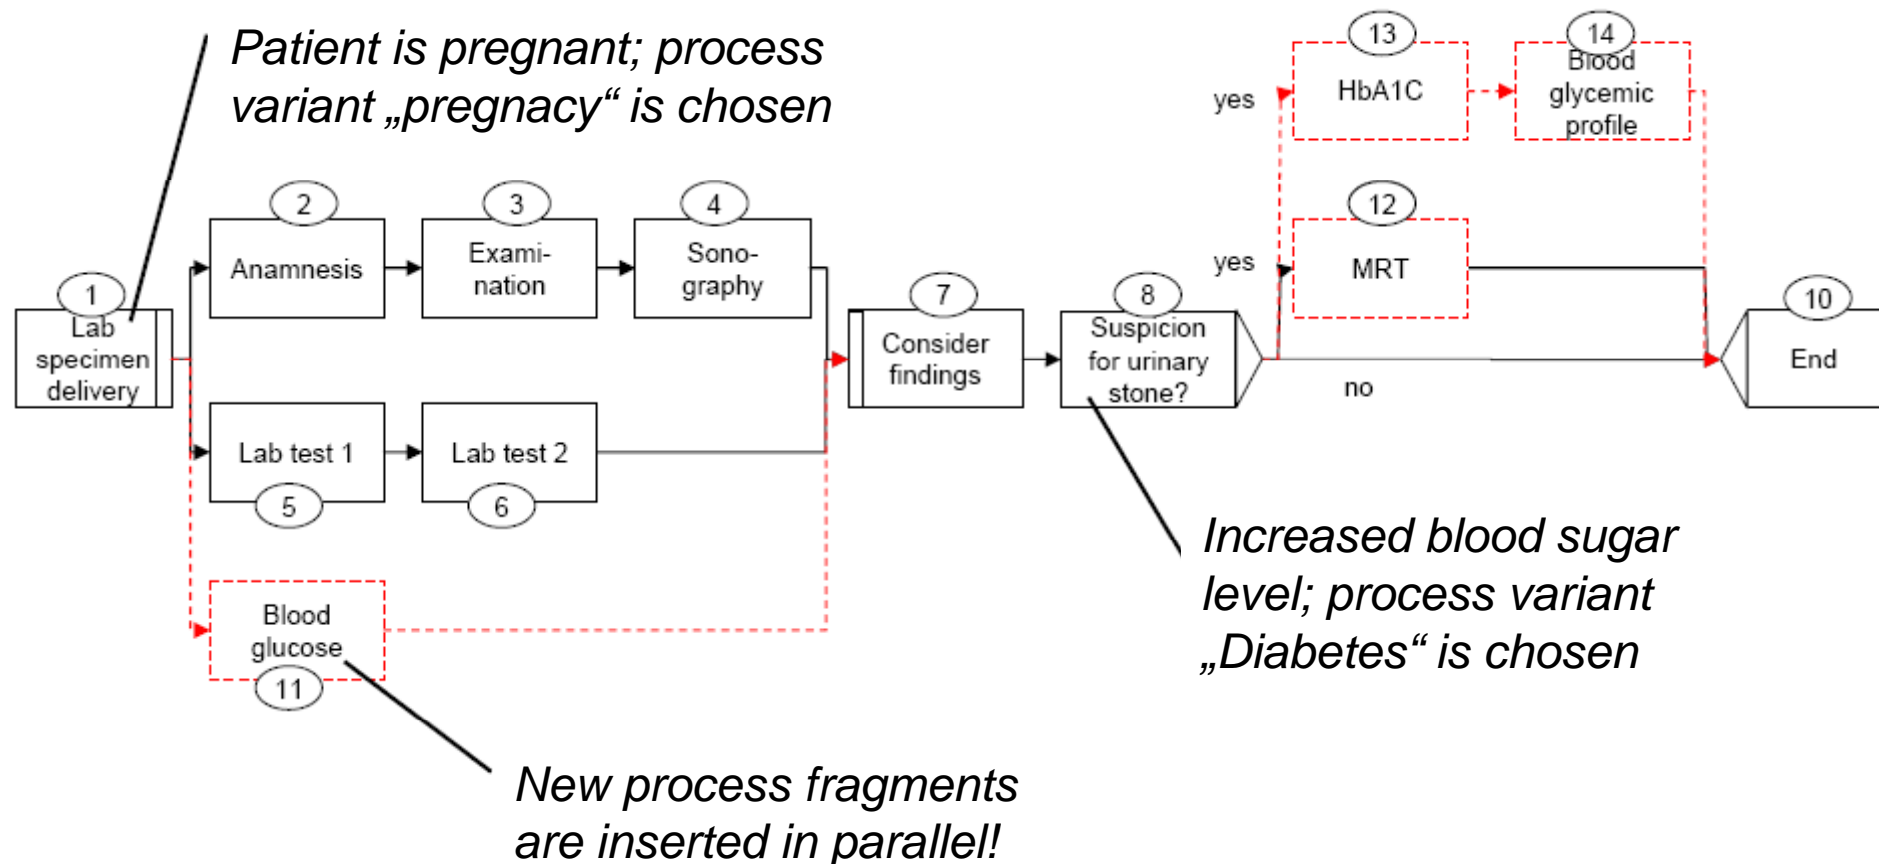 Patient is pregnant; process
variant „pregnacy“ is chosen
1
Lab
specimen
delivery
2
Anamnesis
3
Exami-
nation
4
Sono-
graphy
Lab test 1
5
Lab test 2
6
Blood
glucose
11
New process fragments
are inserted in parallel!
7
Consider
findings
8
Suspicion
for urinary
stone?
Increased blood sugar
level; process variant
„Diabetes“ is chosen
yes
13
HbA1C
14
Blood
glycemic
profile
yes
12
MRT
no
10
End